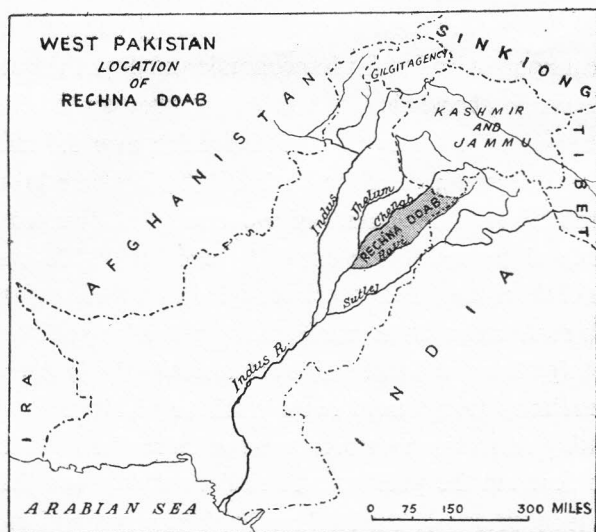 WEST PAKISTAN
LOCATION
OF
RECHNA DOAB
SINKIONG
GILGIT AGENCY
KASHMIR
AND
JAMMU
TIBET
AFGHANISTAN
Indus
Jhelum
Chenab
RECHNA DOAB
Ravi
Sutlej
Indus R.
INDIA
IRA
ARABIAN SEA
0 75 150 300 MILES